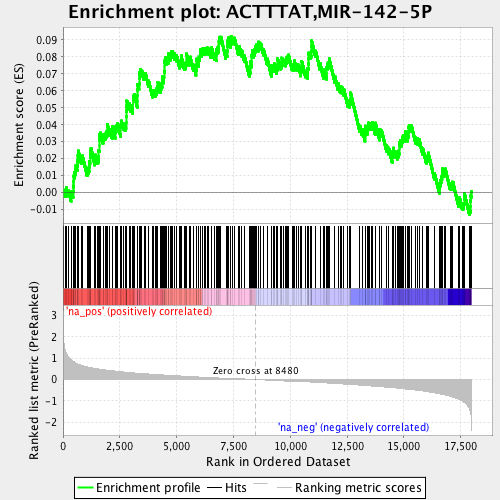 Enrichment plot: ACTTTAT,MIR-142-5P
Enrichment score (ES)
0.09
0.08
0.07
0.06
0.05
0.04
0.03
0.02
0.01
0.00
-0.01
Ranked list metric (PreRanked)
3
2
1
0
-1
-2
'na_pos' (positively correlated)
Zero cross at 8480
'na_neg' (negatively correlated)
0
2,500
5,000
7,500
10,000
12,500
15,000
17,500
Rank in Ordered Dataset
Enrichment profile
Hits
Ranking metric scores